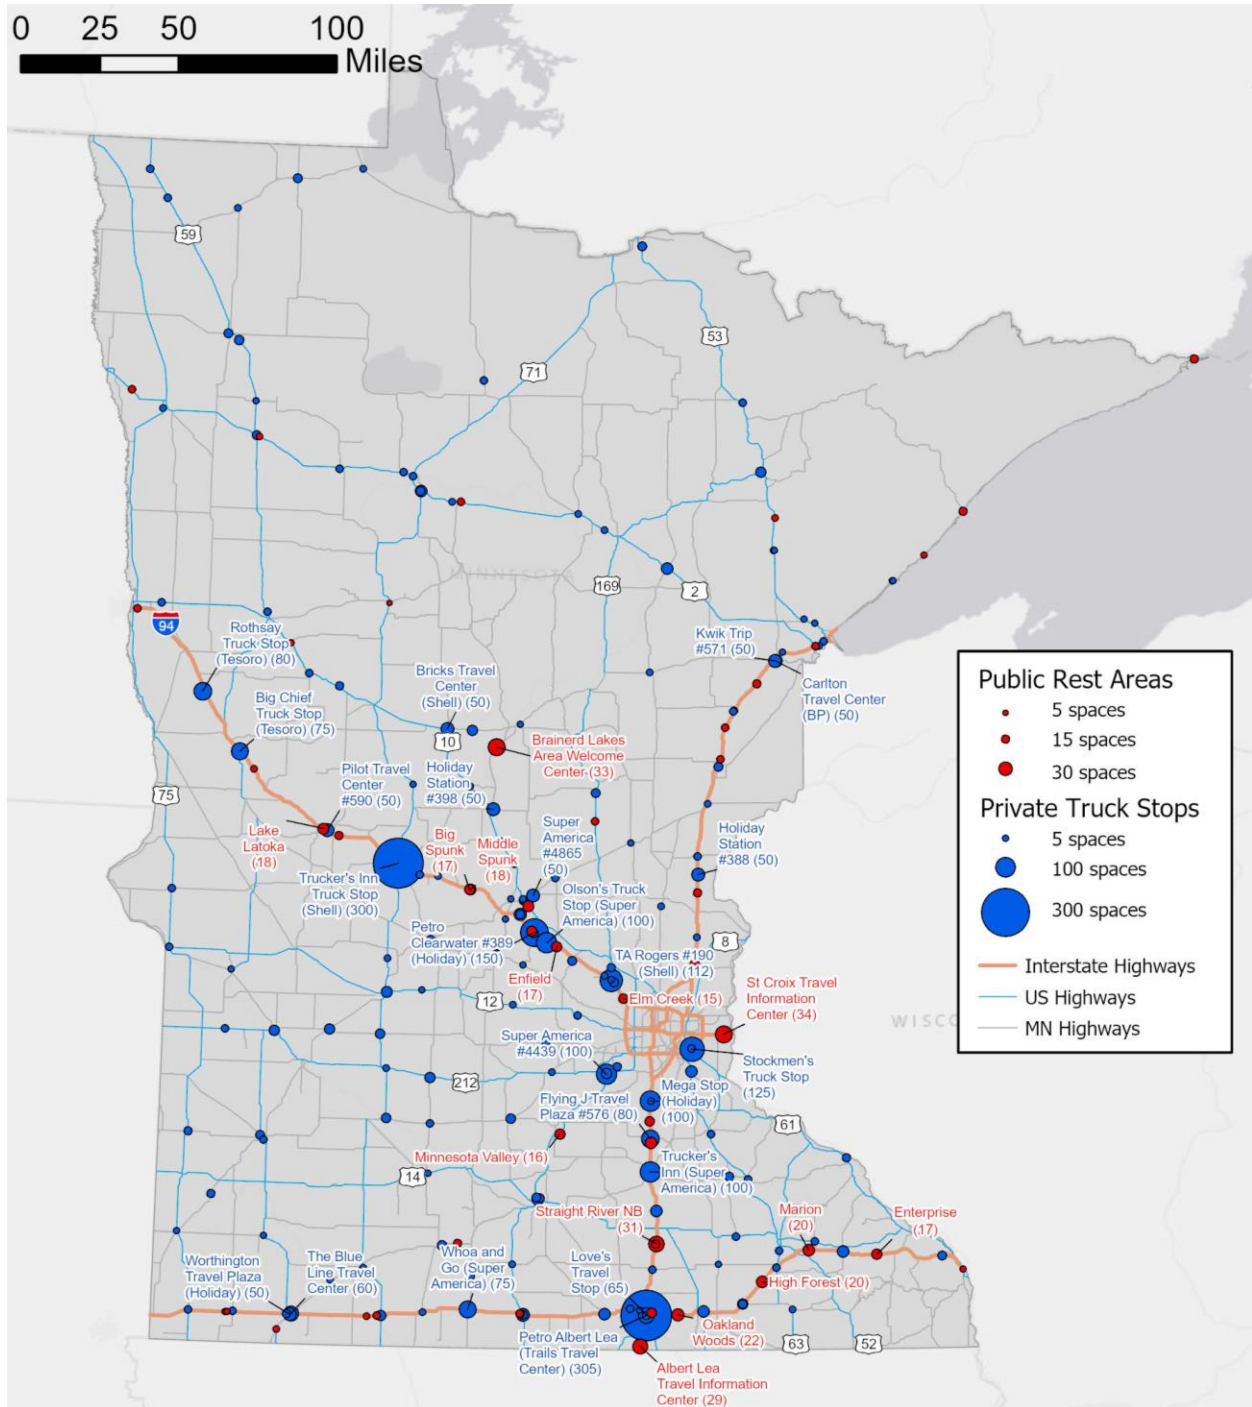 0 25 50 100
Miles
59
53
71
MINNESOTA
169
2
94
Rothsay
Truck Stop
(Tesoro) (80)
Kwik Trip
#571 (50)
Carlton
Travel Center
(BP) (50)
Bricks Travel
Center
(Shell) (50)
Big Chief
Truck Stop
(Tesoro) (75)
10
Brainerd Lakes
Area Welcome
Center (33)
Pilot Travel
Center
#590 (50)
Holiday
Station
#398 (50)
75
Lake
Latoka
(18)
Big
Spunk
(17)
Middle
Spunk
(18)
Super
America
#4865
(50)
Holiday
Station
#388 (50)
Trucker's Inn
Truck Stop
(Shell) (300)
Olson's Truck
Stop (Super
America) (100)
Petro
Clearwater #389
(Holiday) (150)
8
TA Rogers #190
(Shell) (112)
Enfield
(17)
Elm Creek (15)
St Croix Travel
Information
Center (34)
12
WISCO
Super America
#4439 (100)
Stockmen's
Truck Stop
(125)
212
Flying J Travel
Plaza #576 (80)
Mega Stop
(Holiday)
(100)
61
Minnesota Valley (16)
14
Trucker's
Inn (Super
America) (100)
Straight River NB
(31)
Marion
(20)
Enterprise
(17)
Worthington
Travel Plaza
(Holiday) (50)
The Blue
Line Travel
Center (60)
Whoa and
Go (Super
America) (75)
Love's
Travel
Stop (65)
High Forest (20)
Petro Albert Lea
(Trails Travel
Center) (305)
Oakland
Woods (22)
63
52
Albert Lea
Travel Information
Center (29)
Public Rest Areas
5 spaces
15 spaces
30 spaces
Private Truck Stops
5 spaces
100 spaces
300 spaces
Interstate Highways
US Highways
MN Highways